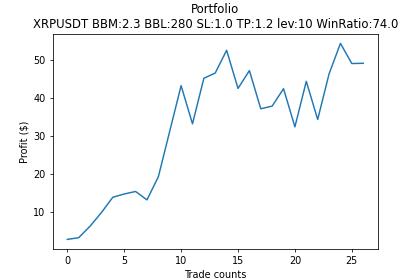 Portfolio
XRPUSDT BBM:2.3 BBL:280 SL:1.0 TP:1.2 lev:10 WinRatio:74.0
50
40
30
20
10
Profit ($)
0 5 10 15 20 25
Trade counts